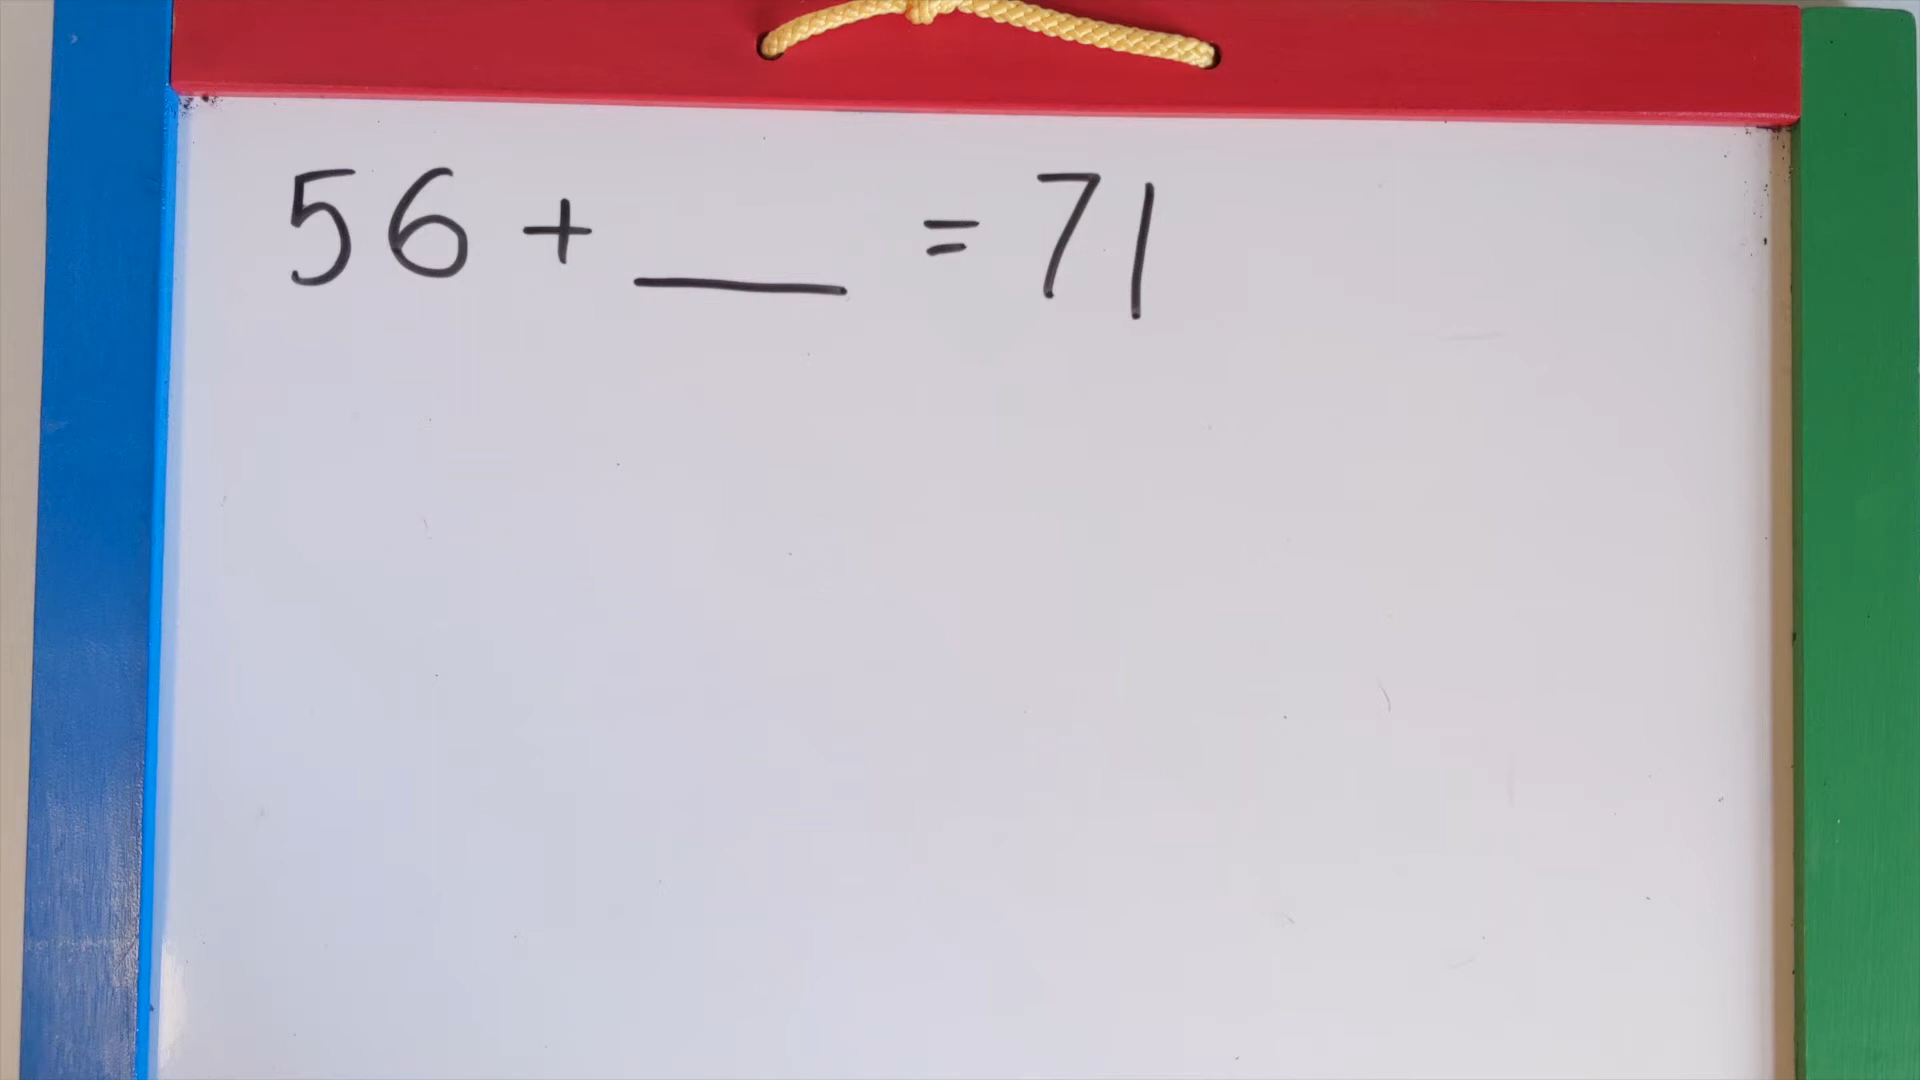 56 + ___ = 71